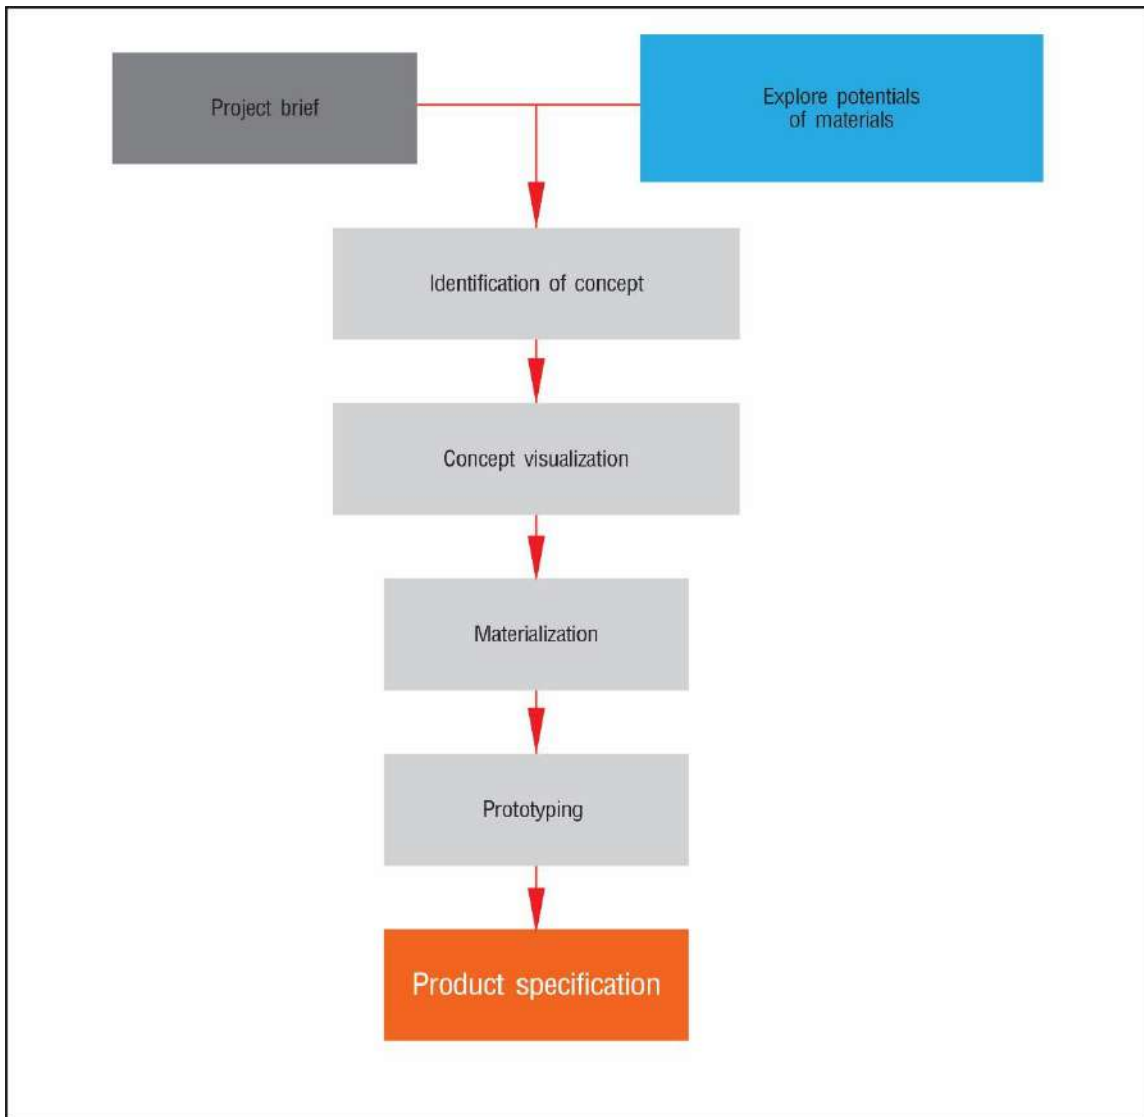 Project brief
Explore potentials
of materials
Identification of concept
Concept visualization
Materialization
Prototyping
Product specification